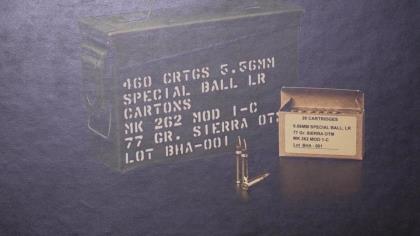 460 CRTGS 5.56MM
SPECIAL BALL LR
CARTONS
MK 262 MOD 1-C
77 GR. SIERRA OTM
LOT BHA-001
20 CARTRIDGES
5.56MM SPECIAL BALL, LR
77 Gr. SIERRA OTM
MK 262 MOD 1-C
Lot BHA - 001